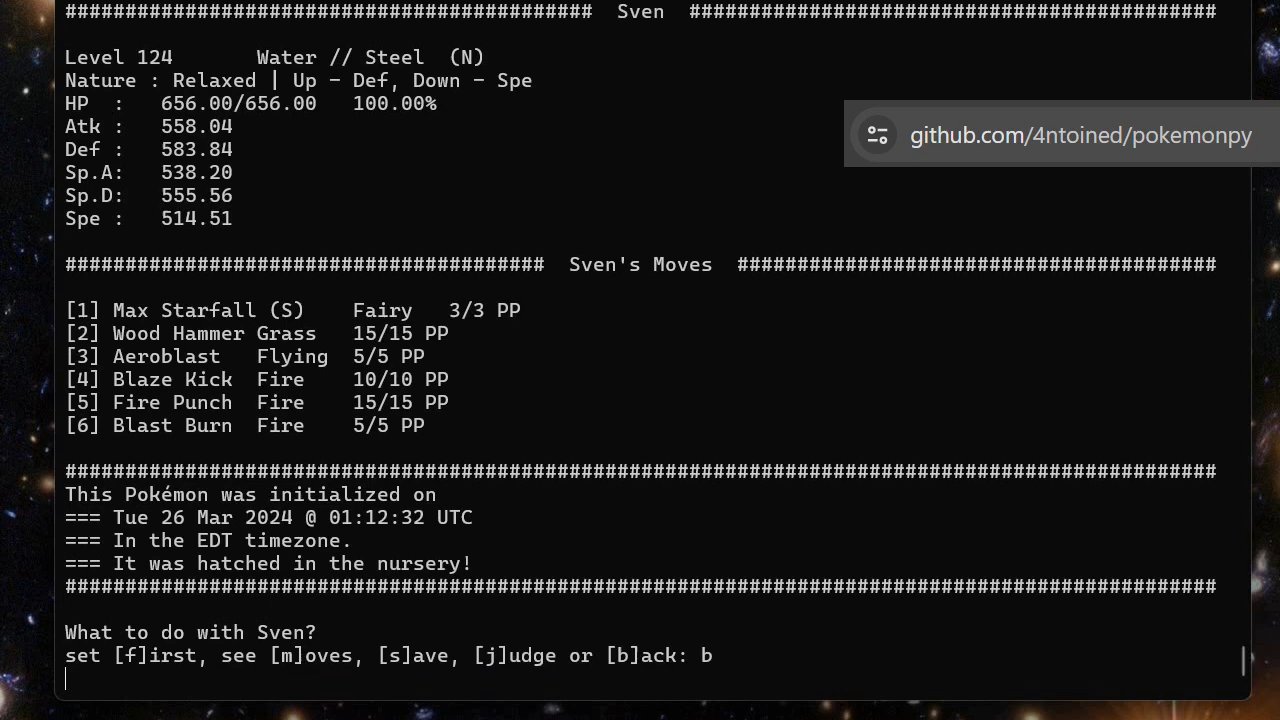 ############################################  Sven  ############################################
Level 124       Water // Steel  (N)
Nature : Relaxed | Up - Def, Down - Spe
HP  :   656.00/656.00   100.00%
Atk :   558.04
github.com/4ntoined/pokemonpy
Def :   583.84
Sp.A:   538.20
Sp.D:   555.56
Spe :   514.51
########################################  Sven's Moves  ########################################
[1] Max Starfall (S)    Fairy   3/3 PP
[2] Wood Hammer Grass   15/15 PP
[3] Aeroblast   Flying  5/5 PP
[4] Blaze Kick  Fire    10/10 PP
[5] Fire Punch  Fire    15/15 PP
[6] Blast Burn  Fire    5/5 PP
################################################################################################
This Pokémon was initialized on
=== Tue 26 Mar 2024 @ 01:12:32 UTC
=== In the EDT timezone.
=== It was hatched in the nursery!
################################################################################################
What to do with Sven?
set [f]irst, see [m]oves, [s]ave, [j]udge or [b]ack: b